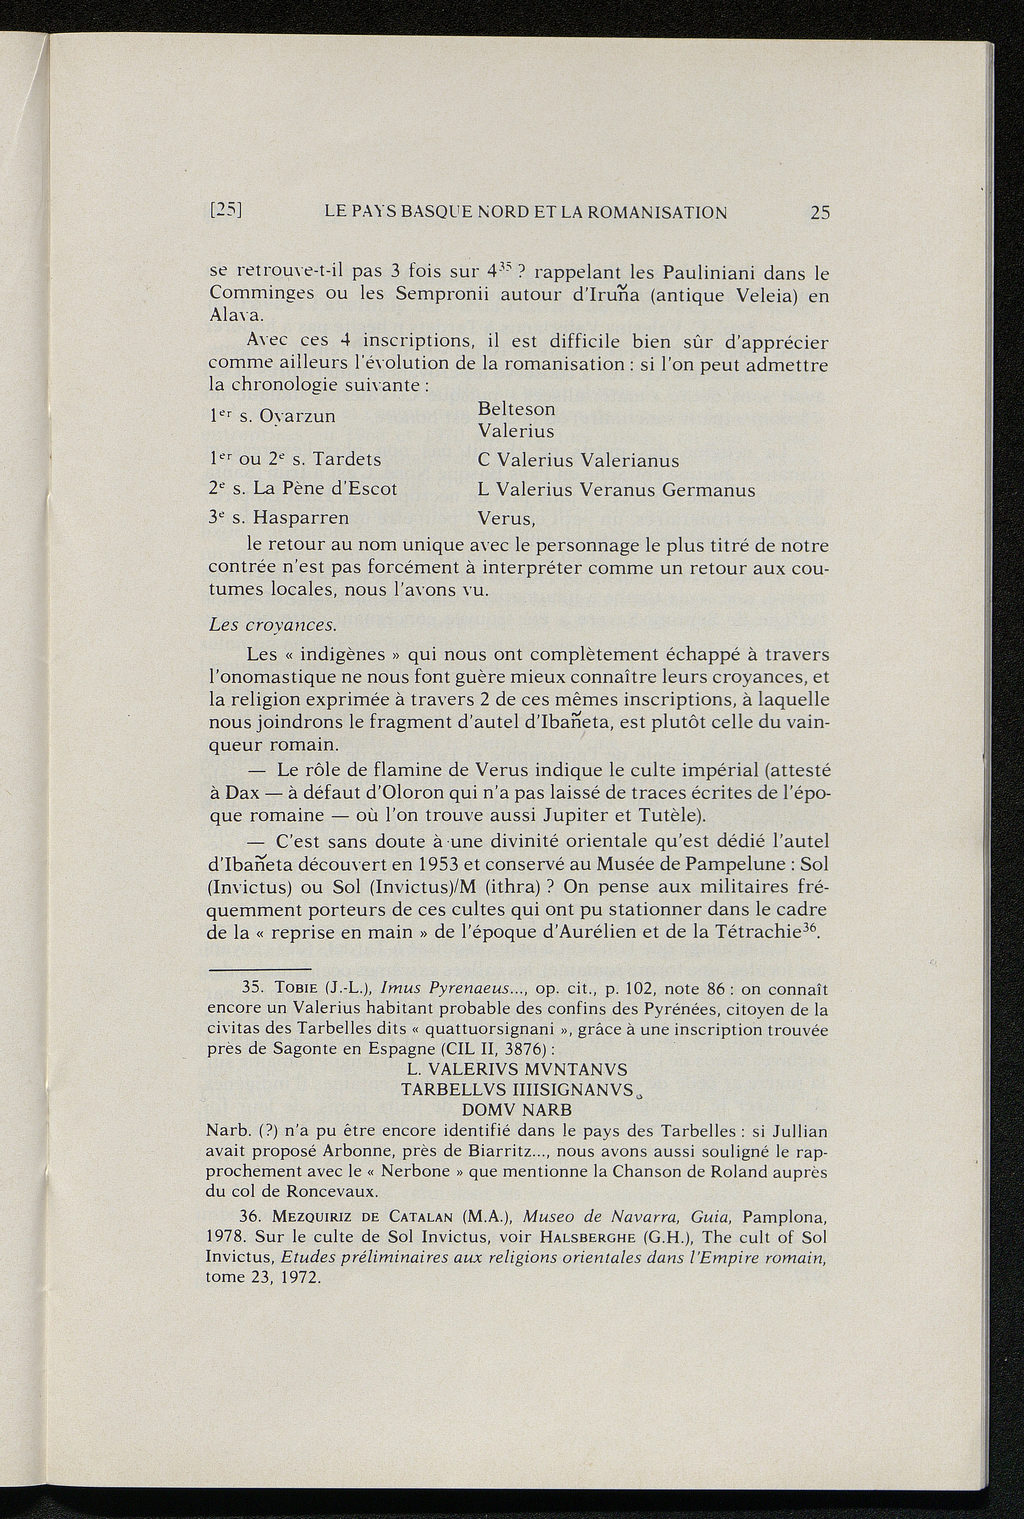 [25] LE PAYS BASQUE NORD ET LA ROMANISATION 25
se retrouve-t-il pas 3 fois sur 4³⁵ ? rappelant les Pauliniani dans le
Comminges ou les Sempronii autour d'Iruña (antique Veleia) en
Alava.
Avec ces 4 inscriptions, il est difficile bien sûr d'apprécier
comme ailleurs l'évolution de la romanisation : si l'on peut admettre
la chronologie suivante :
1er s. Oyarzun Belteson
Valerius
1er ou 2e s. Tardets C Valerius Valerianus
2e s. La Pène d'Escot L Valerius Veranus Germanus
3e s. Hasparren Verus,
le retour au nom unique avec le personnage le plus titré de notre
contrée n'est pas forcément à interpréter comme un retour aux cou-
tumes locales, nous l'avons vu.
Les croyances.
Les « indigènes » qui nous ont complètement échappé à travers
l'onomastique ne nous font guère mieux connaître leurs croyances, et
la religion exprimée à travers 2 de ces mêmes inscriptions, à laquelle
nous joindrons le fragment d'autel d'Ibañeta, est plutôt celle du vain-
queur romain.
— Le rôle de flamine de Verus indique le culte impérial (attesté
à Dax — à défaut d'Oloron qui n'a pas laissé de traces écrites de l'épo-
que romaine — où l'on trouve aussi Jupiter et Tutèle).
— C'est sans doute à une divinité orientale qu'est dédié l'autel
d'Ibañeta découvert en 1953 et conservé au Musée de Pampelune : Sol
(Invictus) ou Sol (Invictus)/M (ithra) ? On pense aux militaires fré-
quemment porteurs de ces cultes qui ont pu stationner dans le cadre
de la « reprise en main » de l'époque d'Aurélien et de la Tétrachie³⁶.
35. TOBIE (J.-L.), Imus Pyrenaeus..., op. cit., p. 102, note 86 : on connaît
encore un Valerius habitant probable des confins des Pyrénées, citoyen de la
civitas des Tarbelles dits « quattuorsignani », grâce à une inscription trouvée
près de Sagonte en Espagne (CIL II, 3876) :
L. VALERIVS MVNTANVS
TARBELLVS IIIISIGNANVS
DOMV NARB
Narb. (?) n'a pu être encore identifié dans le pays des Tarbelles : si Jullian
avait proposé Arbonne, près de Biarritz..., nous avons aussi souligné le rap-
prochement avec le « Nerbone » que mentionne la Chanson de Roland auprès
du col de Roncevaux.
36. MEZQUIRIZ DE CATALAN (M.A.), Museo de Navarra, Guia, Pamplona,
1978. Sur le culte de Sol Invictus, voir HALSBERGHE (G.H.), The cult of Sol
Invictus, Etudes préliminaires aux religions orientales dans l'Empire romain,
tome 23, 1972.